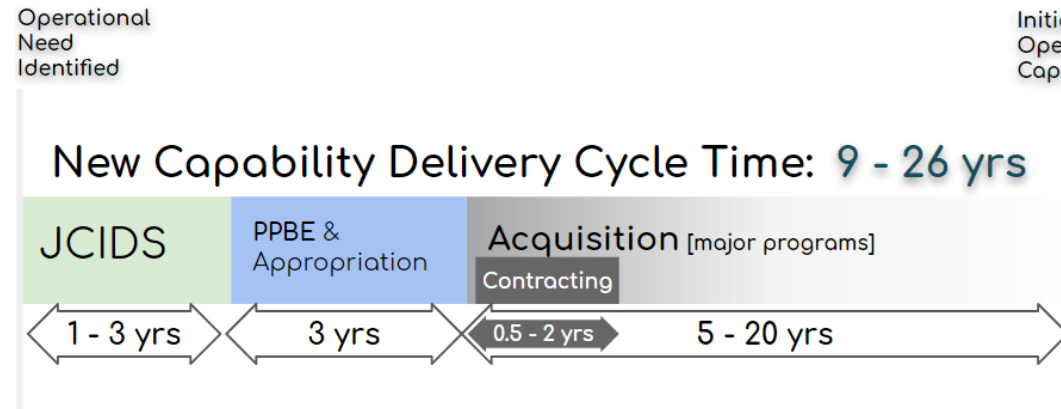 Operational
Need
Identified
New Capability Delivery Cycle Time: 9 - 26 yrs
JCIDS
PPBE &
Appropriation
Acquisition [major programs]
Contracting
1 - 3 yrs
3 yrs
0.5 - 2 yrs
5 - 20 yrs